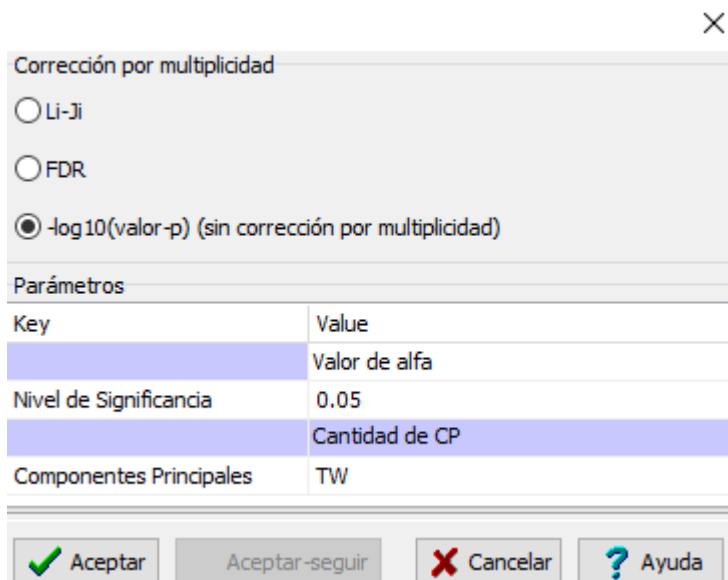 Corrección por multiplicidad
Li-Ji
FDR
-log10(valor-p) (sin corrección por multiplicidad)
Parámetros
Key Value
Valor de alfa
Nivel de Significancia 0.05
Cantidad de CP
Componentes Principales TW
Aceptar Aceptar-seguir Cancelar Ayuda